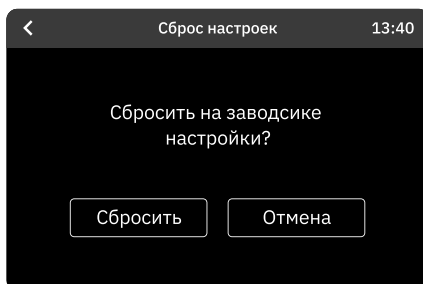 Сброс настроек 13:40
Сбросить на заводсике
настройки?
Сбросить Отмена